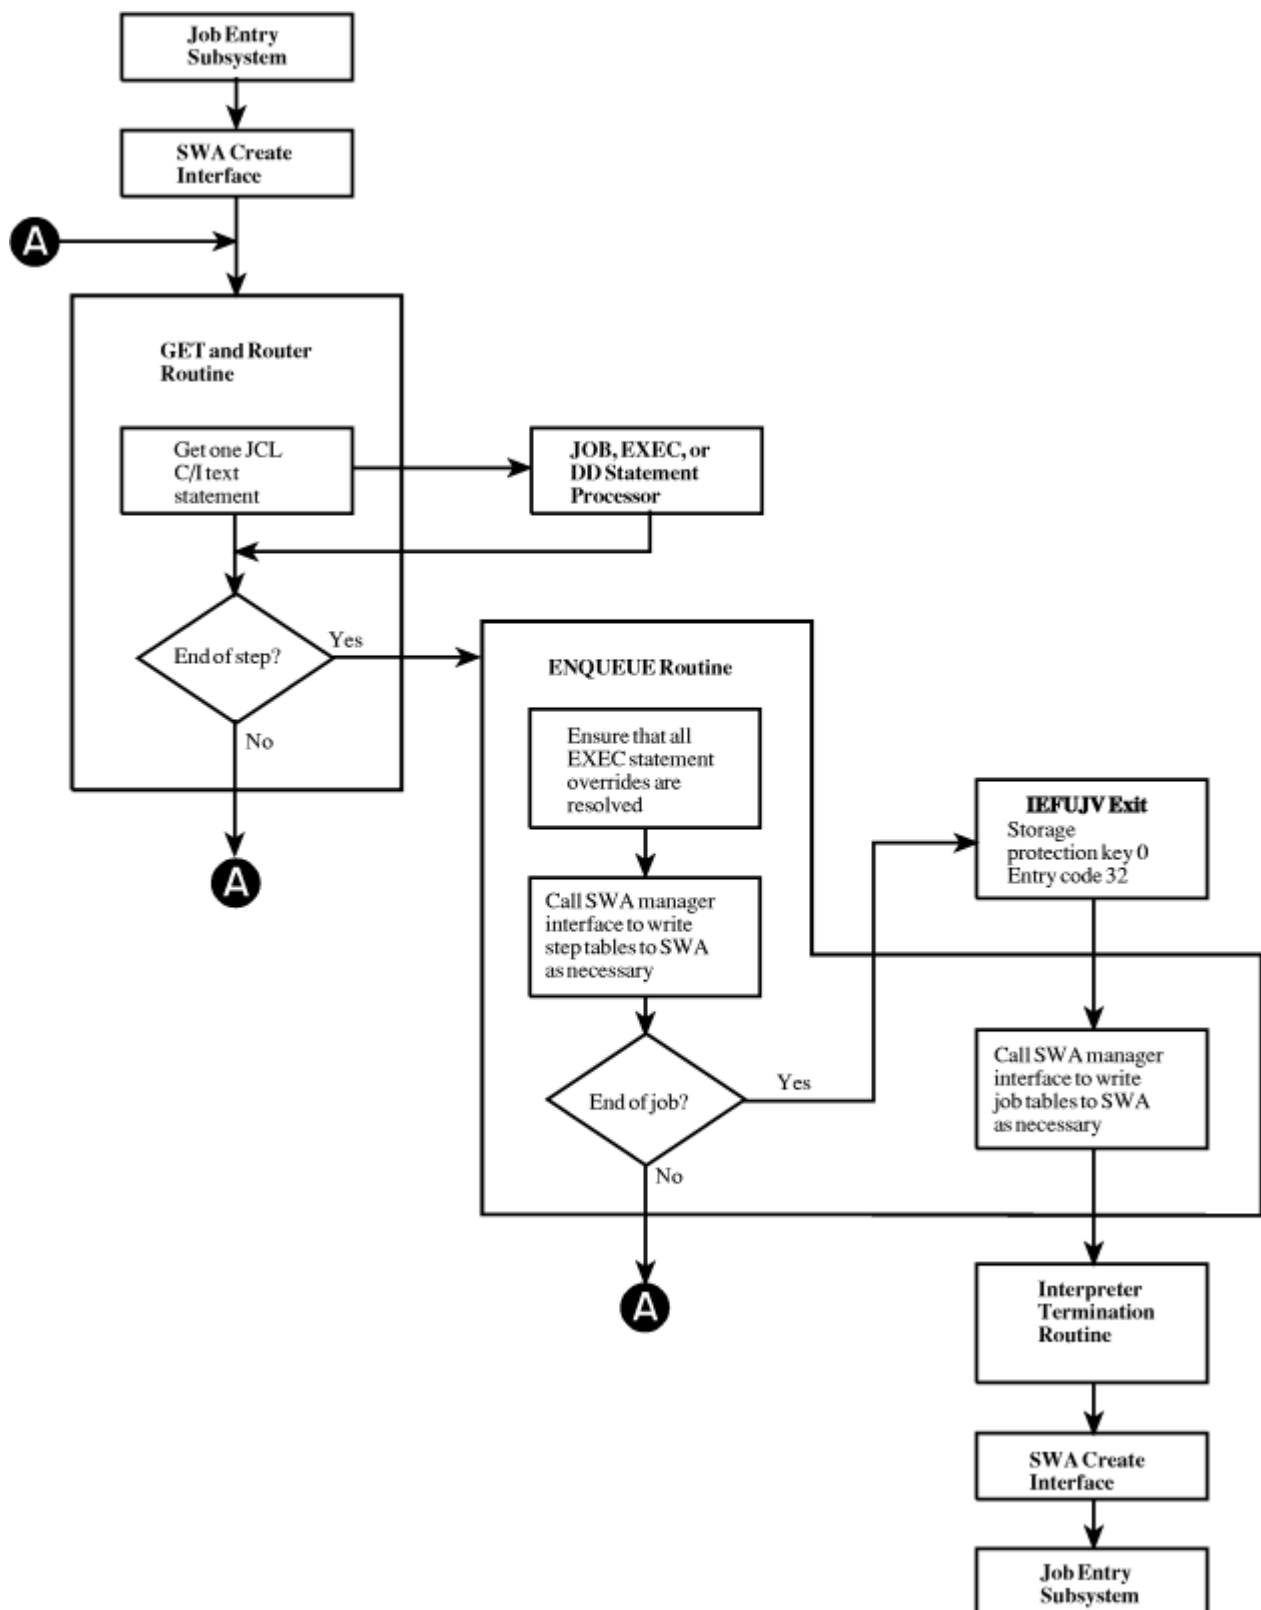 Job Entry
Subsystem
SWA Create
Interface
A
GET and Router
Routine
Get one JCL
C/I text
statement
JOB, EXEC, or
DD Statement
Processor
End of step?
Yes
No
A
ENQUEUE Routine
Ensure that all
EXEC statement
overrides are
resolved
Call SWA manager
interface to write
step tables to SWA
as necessary
End of job?
Yes
No
A
IEFUJV Exit
Storage
protection key 0
Entry code 32
Call SWA manager
interface to write
job tables to SWA
as necessary
Interpreter
Termination
Routine
SWA Create
Interface
Job Entry
Subsystem